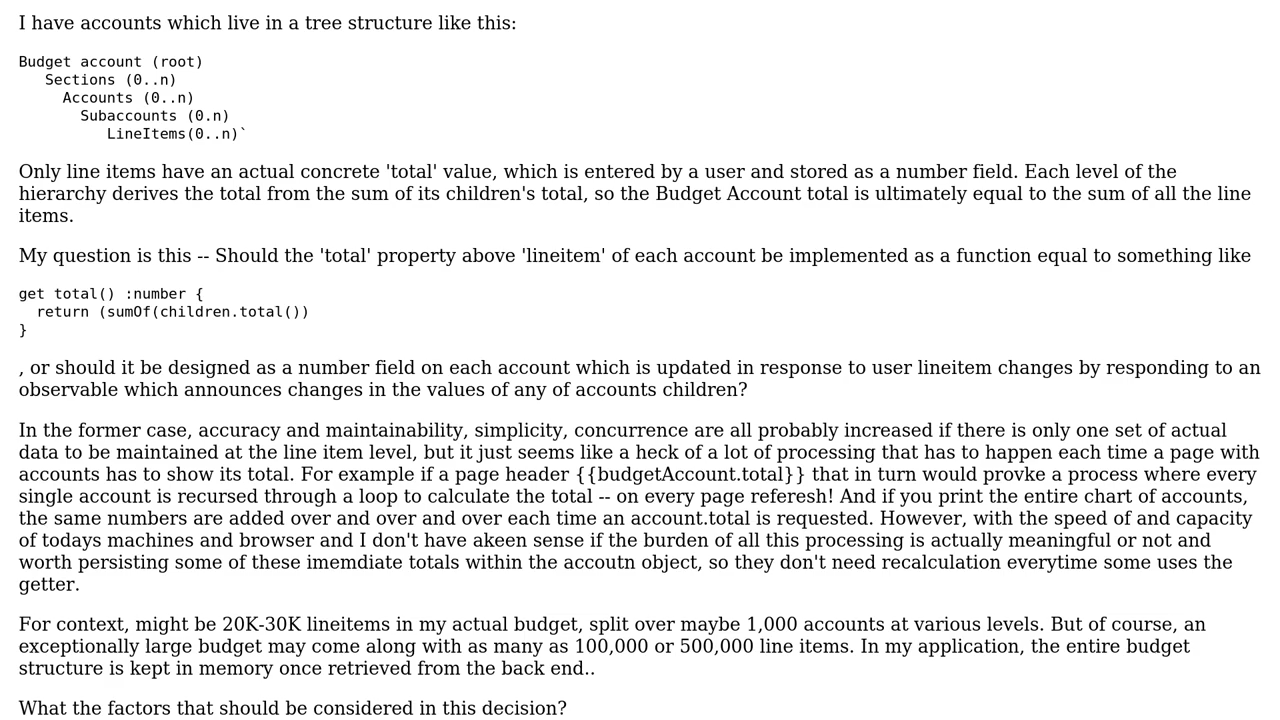 I have accounts which live in a tree structure like this:
Budget account (root)
Sections (0..n)
Accounts (0..n)
Subaccounts (0.n)
LineItems(0..n)`
Only line items have an actual concrete 'total' value, which is entered by a user and stored as a number field. Each level of the
hierarchy derives the total from the sum of its children's total, so the Budget Account total is ultimately equal to the sum of all the line
items.
My question is this -- Should the 'total' property above 'lineitem' of each account be implemented as a function equal to something like
get total() :number {
return (sumOf(children.total())
}
, or should it be designed as a number field on each account which is updated in response to user lineitem changes by responding to an
observable which announces changes in the values of any of accounts children?
In the former case, accuracy and maintainability, simplicity, concurrence are all probably increased if there is only one set of actual
data to be maintained at the line item level, but it just seems like a heck of a lot of processing that has to happen each time a page with
accounts has to show its total. For example if a page header {{budgetAccount.total}} that in turn would provke a process where every
single account is recursed through a loop to calculate the total -- on every page referesh! And if you print the entire chart of accounts,
the same numbers are added over and over and over each time an account.total is requested. However, with the speed of and capacity
of todays machines and browser and I don't have akeen sense if the burden of all this processing is actually meaningful or not and
worth persisting some of these imemdiate totals within the accoutn object, so they don't need recalculation everytime some uses the
getter.
For context, might be 20K-30K lineitems in my actual budget, split over maybe 1,000 accounts at various levels. But of course, an
exceptionally large budget may come along with as many as 100,000 or 500,000 line items. In my application, the entire budget
structure is kept in memory once retrieved from the back end..
What the factors that should be considered in this decision?